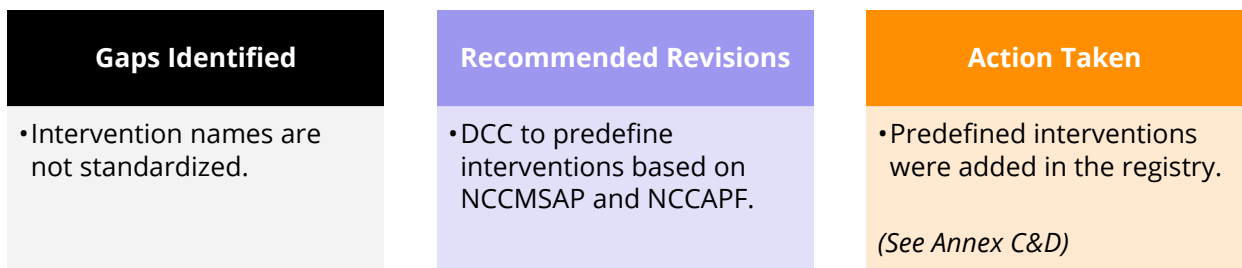 Gaps Identified
•Intervention names are
not standardized.
Recommended Revisions
•DCC to predefine
interventions based on
NCCMSAP and NCCAPF.
Action Taken
•Predefined interventions
were added in the registry.
(See Annex C&D)